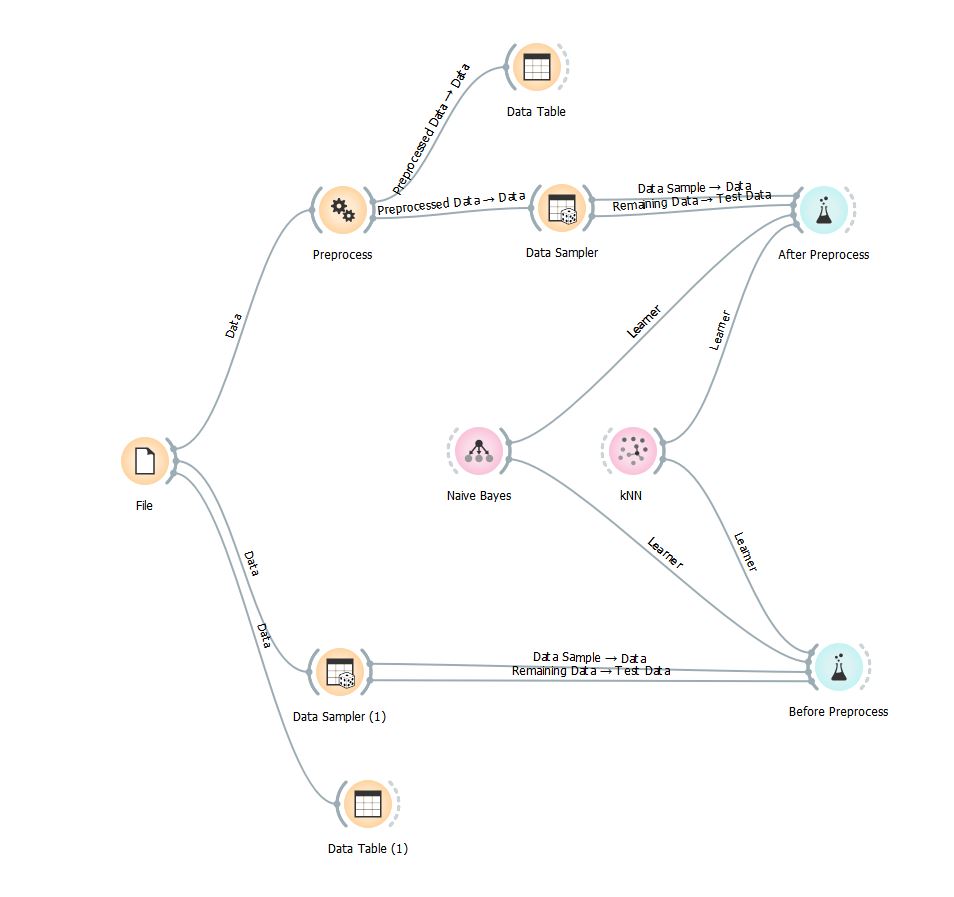 Data Table
Preprocessed Data → Data
Preprocessed Data → Data
Data Sample → Data
Remaining Data → Test Data
Preprocess
Data Sampler
After Preprocess
Data
Learner
Learner
Naive Bayes
kNN
File
Data
Learner
Learner
Data
Data Sample → Data
Remaining Data → Test Data
Data Sampler (1)
Before Preprocess
Data Table (1)